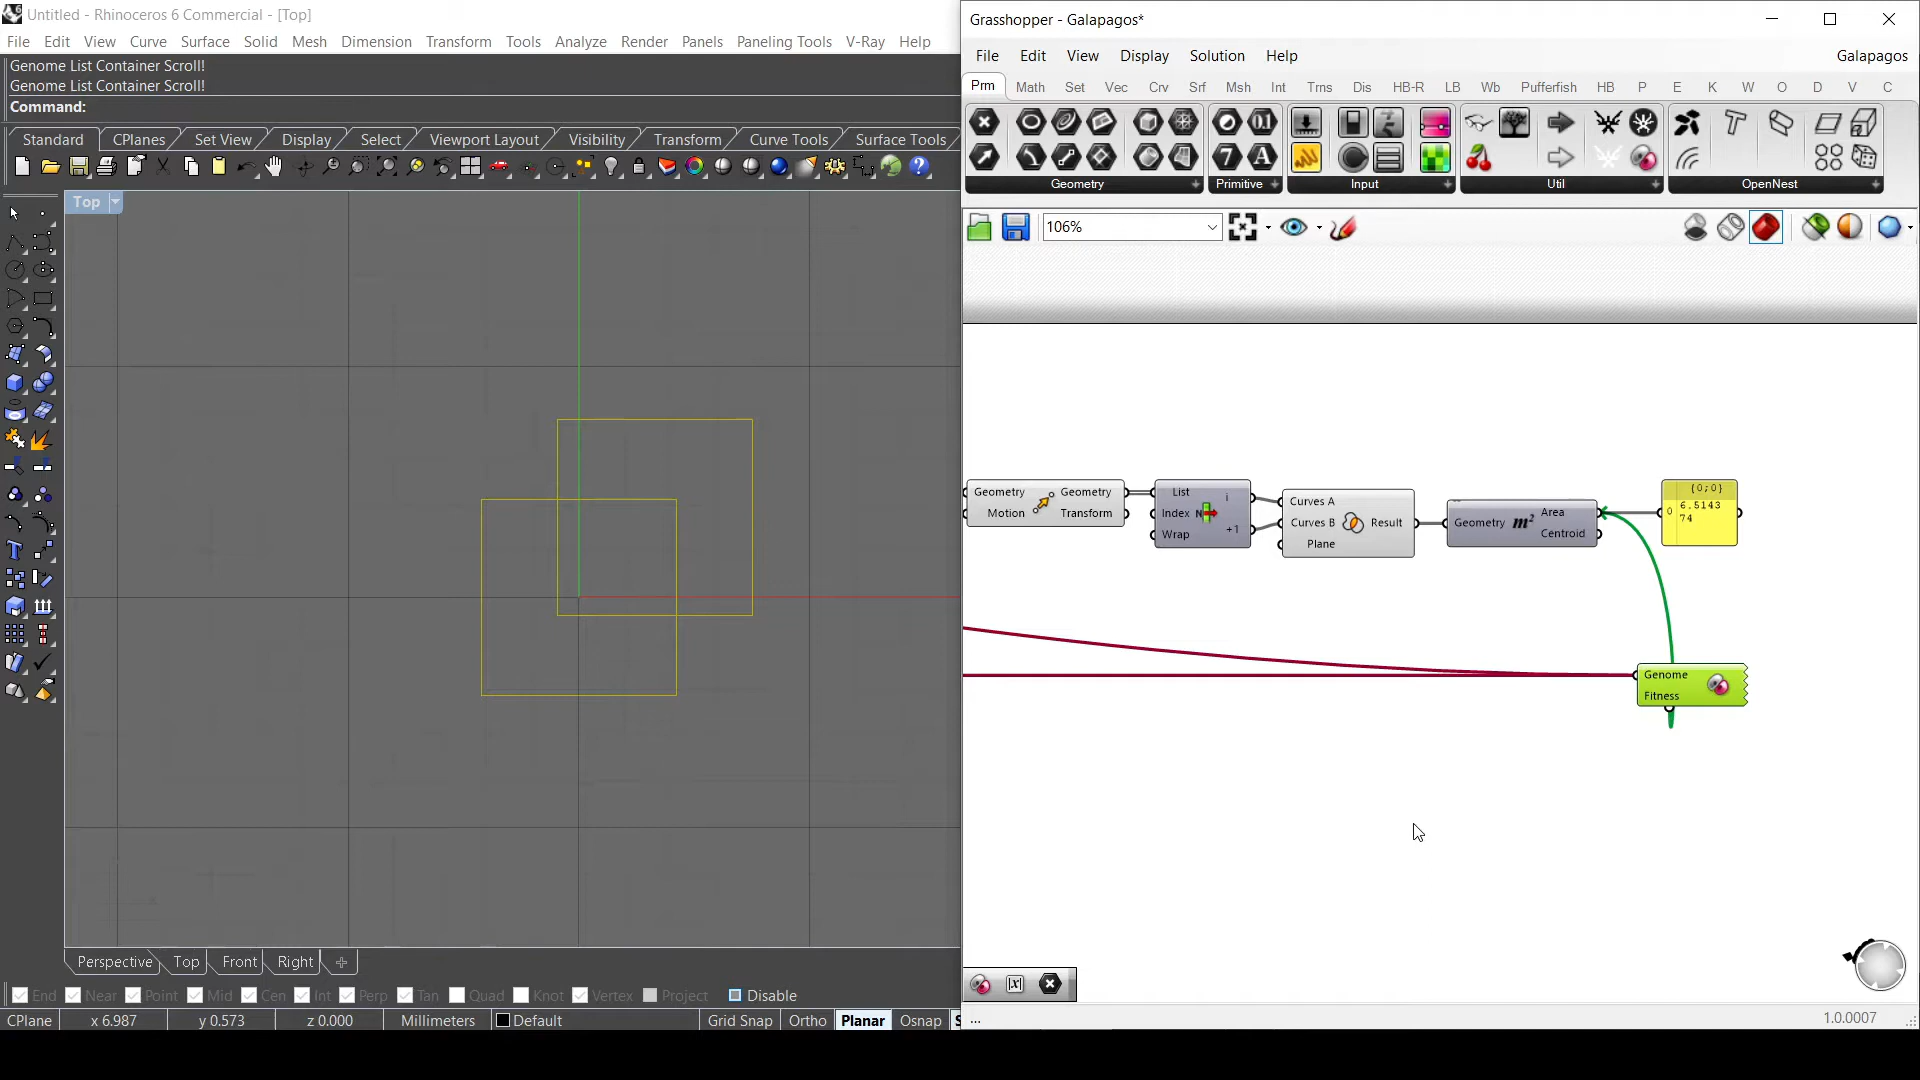 Untitled - Rhinoceros 6 Commercial - [Top]
File Edit View Curve Surface Solid Mesh Dimension Transform Tools Analyze Render Panels Paneling Tools V-Ray Help
Genome List Container Scroll!
Genome List Container Scroll!
Command:
Standard CPlanes Set View Display Select Viewport Layout Visibility Transform Curve Tools Surface Tools
Top
Perspective Top Front Right
End Near Point Mid Cen Int Perp Tan Quad Knot Vertex Project Disable
CPlane x 6.987 y 0.573 z 0.000 Millimeters Default Grid Snap Ortho Planar Osnap S
Grasshopper - Galapagos*
File Edit View Display Solution Help Galapagos
Prm Math Set Vec Crv Srf Msh Int Trns Dis HB-R LB Wb Pufferfish HB P E K W O D V C
Geometry Primitive Input Util OpenNest
106%
Geometry Geometry
Motion Transform
List i
Index N
Wrap +1
Curves A
Curves B Result
Plane
Geometry m² Area
Centroid
{0;0}
0 6.5143
74
Genome
Fitness
... 1.0.0007